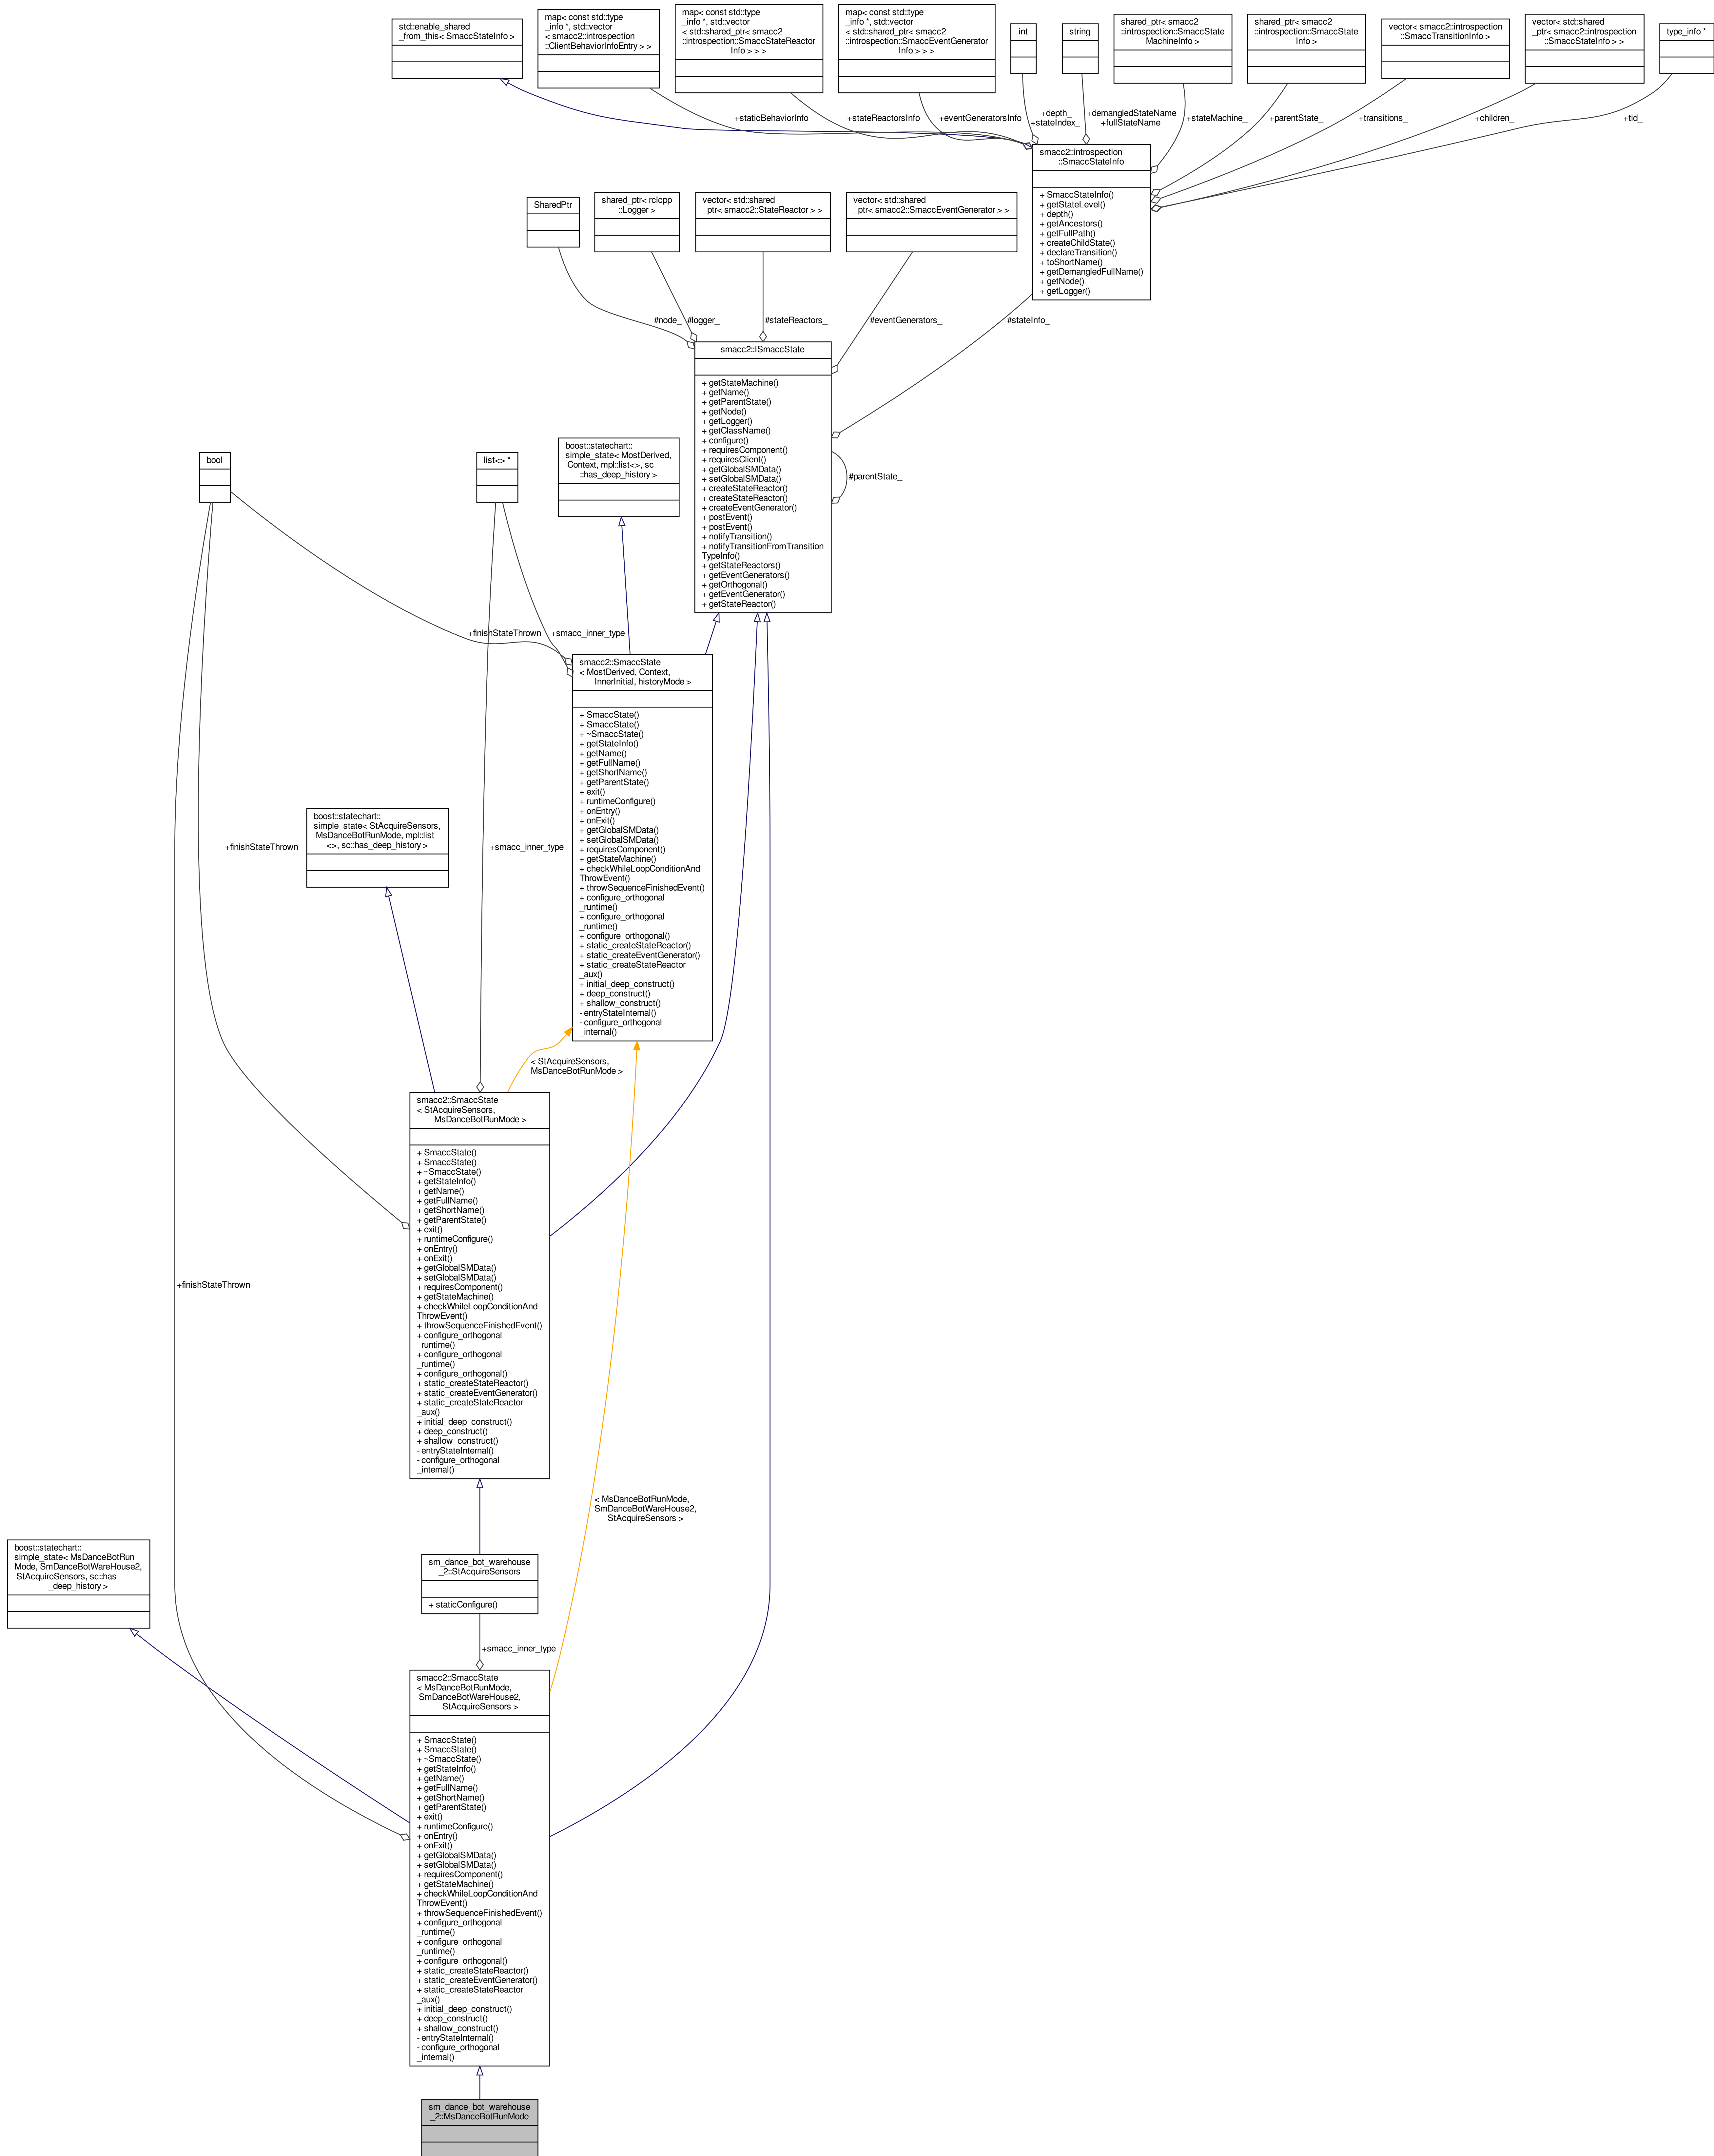 std::enable_shared
_from_this< SmaccStateInfo >
map< const std::type
_info *, std::vector
< smacc2::introspection
::ClientBehaviorInfoEntry > >
map< const std::type
_info *, std::vector
< std::shared_ptr< smacc2
::introspection::SmaccStateReactor
Info > > >
map< const std::type
_info *, std::vector
< std::shared_ptr< smacc2
::introspection::SmaccEventGenerator
Info > > >
int
string
shared_ptr< smacc2
::introspection::SmaccState
MachineInfo >
shared_ptr< smacc2
::introspection::SmaccState
Info >
vector< smacc2::introspection
::SmaccTransitionInfo >
vector< std::shared
_ptr< smacc2::introspection
::SmaccStateInfo > >
type_info *
+staticBehaviorInfo
+stateReactorsInfo
+eventGeneratorsInfo
+depth_
+stateIndex_
+demangledStateName
+fullStateName
+stateMachine_
+parentState_
+transitions_
+children_
+tid_
smacc2::introspection
::SmaccStateInfo
+ SmaccStateInfo()
+ getStateLevel()
+ depth()
+ getAncestors()
+ getFullPath()
+ createChildState()
+ declareTransition()
+ toShortName()
+ getDemangledFullName()
+ getNode()
+ getLogger()
SharedPtr
shared_ptr< rclcpp
::Logger >
vector< std::shared
_ptr< smacc2::StateReactor > >
vector< std::shared
_ptr< smacc2::SmaccEventGenerator > >
#node_
#logger_
#stateReactors_
#eventGenerators_
#stateInfo_
smacc2::ISmaccState
+ getStateMachine()
+ getName()
+ getParentState()
+ getNode()
+ getLogger()
+ getClassName()
+ configure()
+ requiresComponent()
+ requiresClient()
+ getGlobalSMData()
+ setGlobalSMData()
+ createStateReactor()
+ createStateReactor()
+ createEventGenerator()
+ postEvent()
+ postEvent()
+ notifyTransition()
+ notifyTransitionFromTransition
TypeInfo()
+ getStateReactors()
+ getEventGenerators()
+ getOrthogonal()
+ getEventGenerator()
+ getStateReactor()
#parentState_
bool
list<> *
boost::statechart::
simple_state< MostDerived,
Context, mpl::list<>, sc
::has_deep_history >
+finishStateThrown
+smacc_inner_type
smacc2::SmaccState
< MostDerived, Context,
InnerInitial, historyMode >
+ SmaccState()
+ SmaccState()
+ ~SmaccState()
+ getStateInfo()
+ getName()
+ getFullName()
+ getShortName()
+ getParentState()
+ exit()
+ runtimeConfigure()
+ onEntry()
+ onExit()
+ getGlobalSMData()
+ setGlobalSMData()
+ requiresComponent()
+ getStateMachine()
+ checkWhileLoopConditionAnd
ThrowEvent()
+ throwSequenceFinishedEvent()
+ configure_orthogonal
_runtime()
+ configure_orthogonal
_runtime()
+ configure_orthogonal()
+ static_createStateReactor()
+ static_createEventGenerator()
+ static_createStateReactor
_aux()
+ initial_deep_construct()
+ deep_construct()
+ shallow_construct()
- entryStateInternal()
- configure_orthogonal
_internal()
boost::statechart::
simple_state< StAcquireSensors,
MsDanceBotRunMode, mpl::list
<>, sc::has_deep_history >
+finishStateThrown
+smacc_inner_type
< StAcquireSensors,
MsDanceBotRunMode >
smacc2::SmaccState
< StAcquireSensors,
MsDanceBotRunMode >
+ SmaccState()
+ SmaccState()
+ ~SmaccState()
+ getStateInfo()
+ getName()
+ getFullName()
+ getShortName()
+ getParentState()
+ exit()
+ runtimeConfigure()
+ onEntry()
+ onExit()
+ getGlobalSMData()
+ setGlobalSMData()
+ requiresComponent()
+ getStateMachine()
+ checkWhileLoopConditionAnd
ThrowEvent()
+ throwSequenceFinishedEvent()
+ configure_orthogonal
_runtime()
+ configure_orthogonal
_runtime()
+ configure_orthogonal()
+ static_createStateReactor()
+ static_createEventGenerator()
+ static_createStateReactor
_aux()
+ initial_deep_construct()
+ deep_construct()
+ shallow_construct()
- entryStateInternal()
- configure_orthogonal
_internal()
+finishStateThrown
< MsDanceBotRunMode,
SmDanceBotWareHouse2,
StAcquireSensors >
boost::statechart::
simple_state< MsDanceBotRun
Mode, SmDanceBotWareHouse2,
StAcquireSensors, sc::has
_deep_history >
sm_dance_bot_warehouse
_2::StAcquireSensors
+ staticConfigure()
+smacc_inner_type
smacc2::SmaccState
< MsDanceBotRunMode,
SmDanceBotWareHouse2,
StAcquireSensors >
+ SmaccState()
+ SmaccState()
+ ~SmaccState()
+ getStateInfo()
+ getName()
+ getFullName()
+ getShortName()
+ getParentState()
+ exit()
+ runtimeConfigure()
+ onEntry()
+ onExit()
+ getGlobalSMData()
+ setGlobalSMData()
+ requiresComponent()
+ getStateMachine()
+ checkWhileLoopConditionAnd
ThrowEvent()
+ throwSequenceFinishedEvent()
+ configure_orthogonal
_runtime()
+ configure_orthogonal
_runtime()
+ configure_orthogonal()
+ static_createStateReactor()
+ static_createEventGenerator()
+ static_createStateReactor
_aux()
+ initial_deep_construct()
+ deep_construct()
+ shallow_construct()
- entryStateInternal()
- configure_orthogonal
_internal()
sm_dance_bot_warehouse
_2::MsDanceBotRunMode